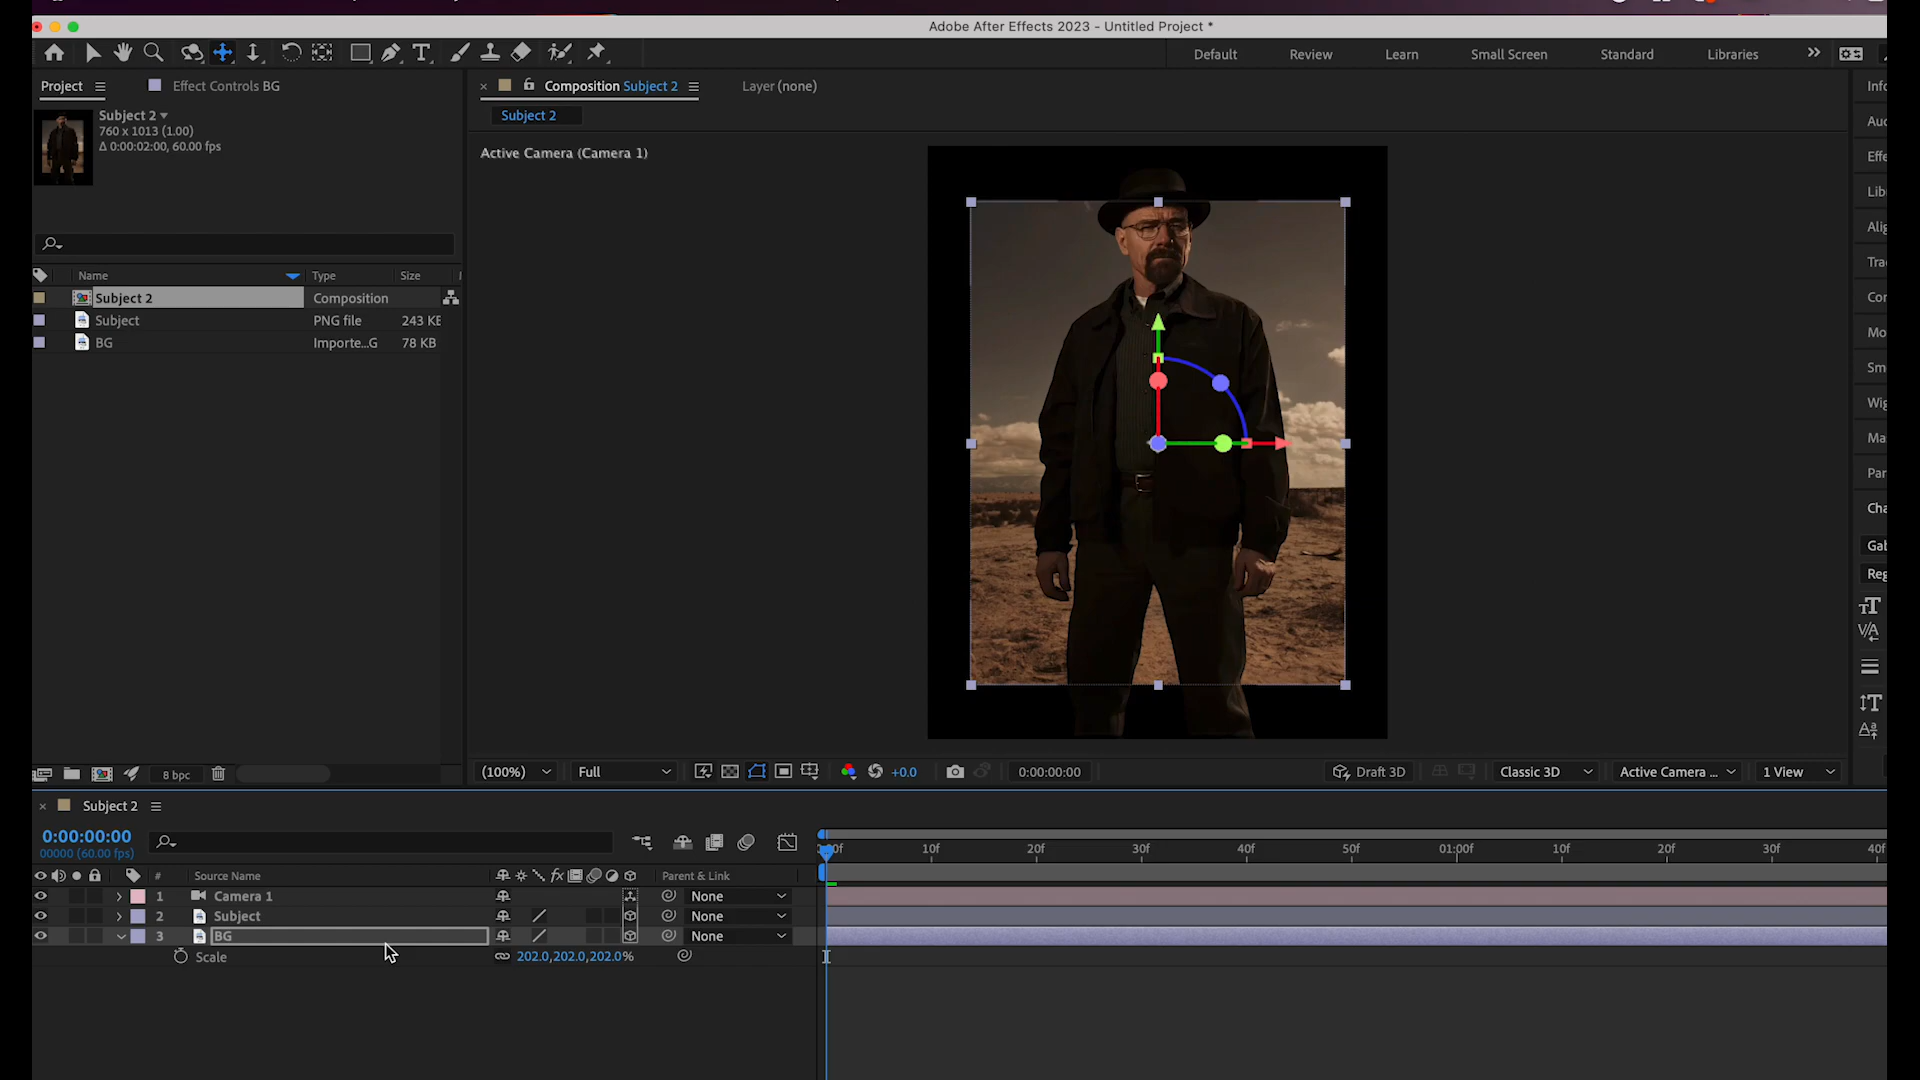 Adobe After Effects 2023 - Untitled Project *
Default Review Learn Small Screen Standard Libraries
Project
Effect Controls BG
Composition Subject 2
Layer (none)
Info
Subject 2
760 x 1013 (1.00)
Δ 0:00:02:00, 60.00 fps
Subject 2
Active Camera (Camera 1)
Name Type Size
Subject 2 Composition
Subject PNG file 243 KB
BG Importe...G 78 KB
8 bpc
(100%) Full +0.0 0:00:00:00 Draft 3D Classic 3D Active Camera ... 1 View
Subject 2
0:00:00:00
00000 (60.00 fps)
10f 20f 30f 40f 50f 01:00f 10f 20f 30f 40f
# Source Name Parent & Link
1 Camera 1 None
2 Subject None
3 BG None
Scale 202.0,202.0,202.0%